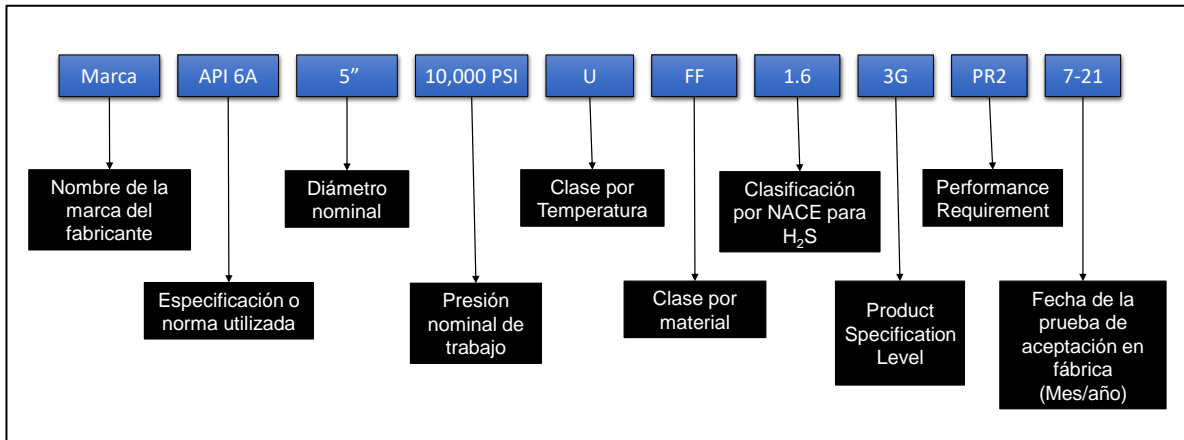 Marca
API 6A
5”
10,000 PSI
U
FF
1.6
3G
PR2
7-21
Nombre de la
marca del
fabricante
Diámetro
nominal
Clase por
Temperatura
Clasificación
por NACE para
H₂S
Performance
Requirement
Especificación o
norma utilizada
Presión
nominal de
trabajo
Clase por
material
Product
Specification
Level
Fecha de la
prueba de
aceptación en
fábrica
(Mes/año)